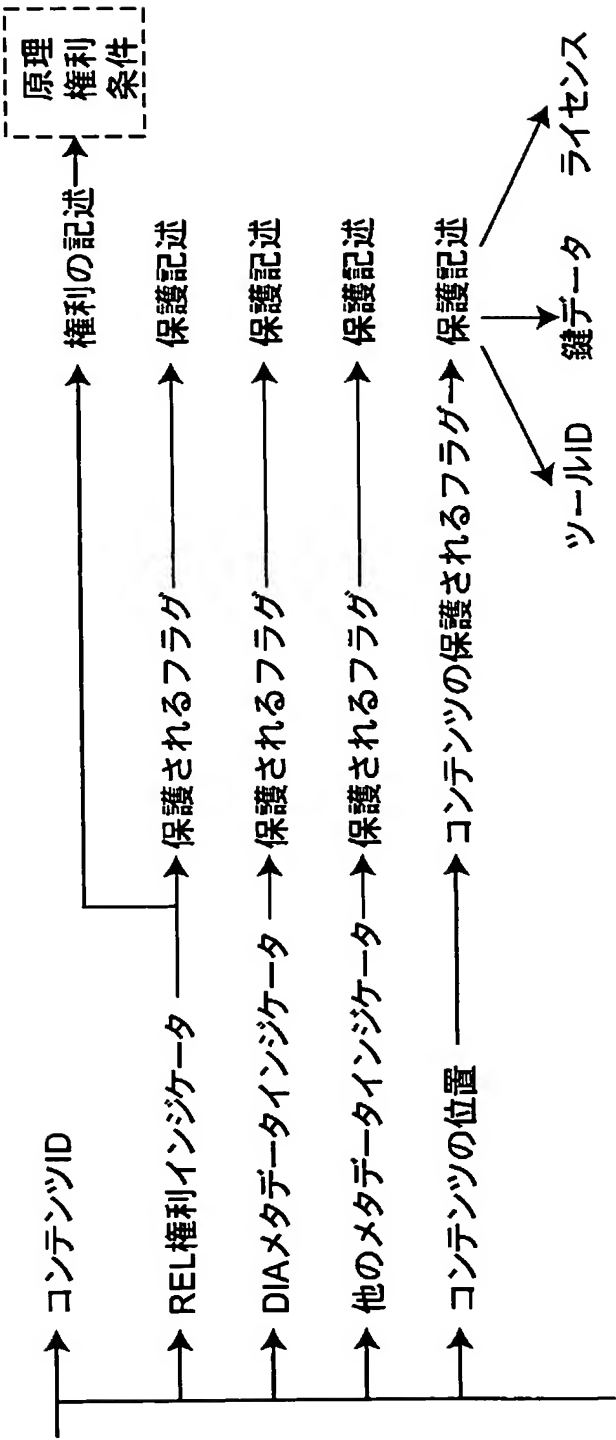 コンテンツID
REL権利インジケータ
保護されるフラグ
保護記述
権利の記述
原理
権利
条件
DIAメタデータインジケータ
保護されるフラグ
保護記述
他のメタデータインジケータ
保護されるフラグ
保護記述
コンテンツの位置
コンテンツの保護されるフラグ
保護記述
ツールID
鍵データ
ライセンス